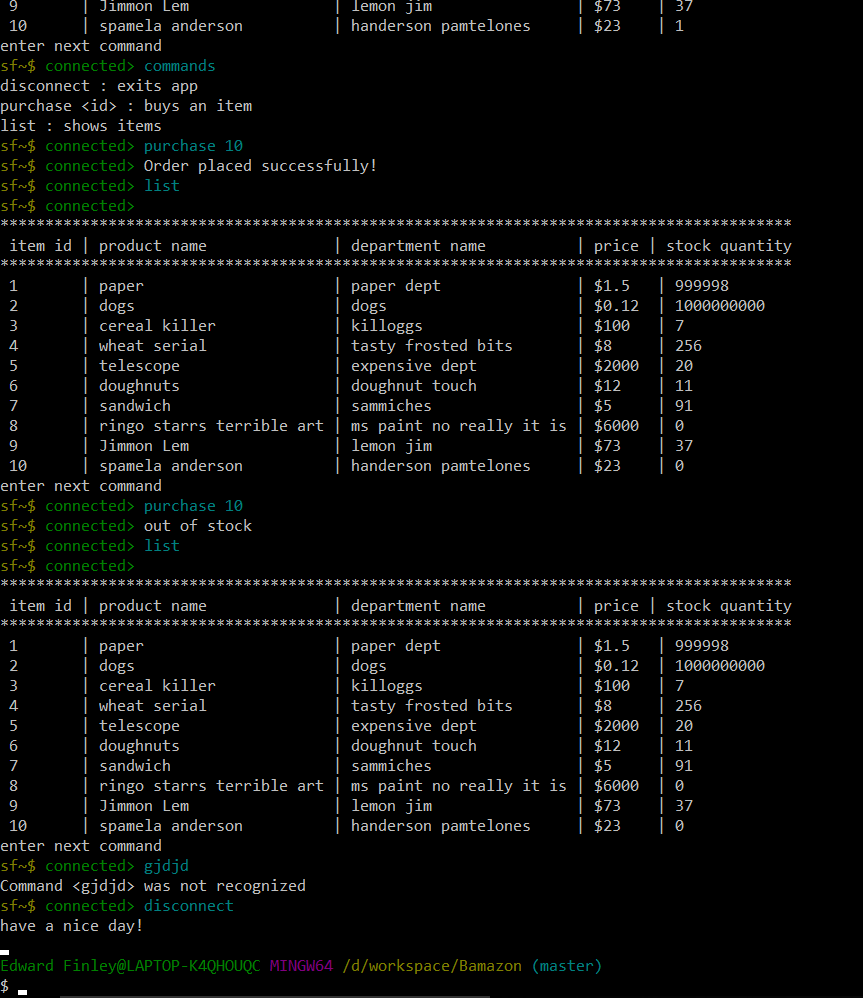 9       | Jimmon Lem                | lemon jim                | $73    | 37
10      | spamela anderson          | handerson pamtelones     | $23    | 1
enter next command
sf~$ connected> commands
disconnect : exits app
purchase <id> : buys an item
list : shows items
sf~$ connected> purchase 10
sf~$ connected> Order placed successfully!
sf~$ connected> list
sf~$ connected>
****************************************************************************************
item id | product name              | department name          | price | stock quantity
****************************************************************************************
1       | paper                     | paper dept               | $1.5   | 999998
2       | dogs                      | dogs                     | $0.12  | 1000000000
3       | cereal killer             | killoggs                 | $100   | 7
4       | wheat serial              | tasty frosted bits       | $8     | 256
5       | telescope                 | expensive dept           | $2000  | 20
6       | doughnuts                 | doughnut touch           | $12    | 11
7       | sandwich                  | sammiches                | $5     | 91
8       | ringo starrs terrible art | ms paint no really it is | $6000  | 0
9       | Jimmon Lem                | lemon jim                | $73    | 37
10      | spamela anderson          | handerson pamtelones     | $23    | 0
enter next command
sf~$ connected> purchase 10
sf~$ connected> out of stock
sf~$ connected> list
sf~$ connected>
****************************************************************************************
item id | product name              | department name          | price | stock quantity
****************************************************************************************
1       | paper                     | paper dept               | $1.5   | 999998
2       | dogs                      | dogs                     | $0.12  | 1000000000
3       | cereal killer             | killoggs                 | $100   | 7
4       | wheat serial              | tasty frosted bits       | $8     | 256
5       | telescope                 | expensive dept           | $2000  | 20
6       | doughnuts                 | doughnut touch           | $12    | 11
7       | sandwich                  | sammiches                | $5     | 91
8       | ringo starrs terrible art | ms paint no really it is | $6000  | 0
9       | Jimmon Lem                | lemon jim                | $73    | 37
10      | spamela anderson          | handerson pamtelones     | $23    | 0
enter next command
sf~$ connected> gjdjd
Command <gjdjd> was not recognized
sf~$ connected> disconnect
have a nice day!
Edward Finley@LAPTOP-K4QHOUQC MINGW64 /d/workspace/Bamazon (master)
$